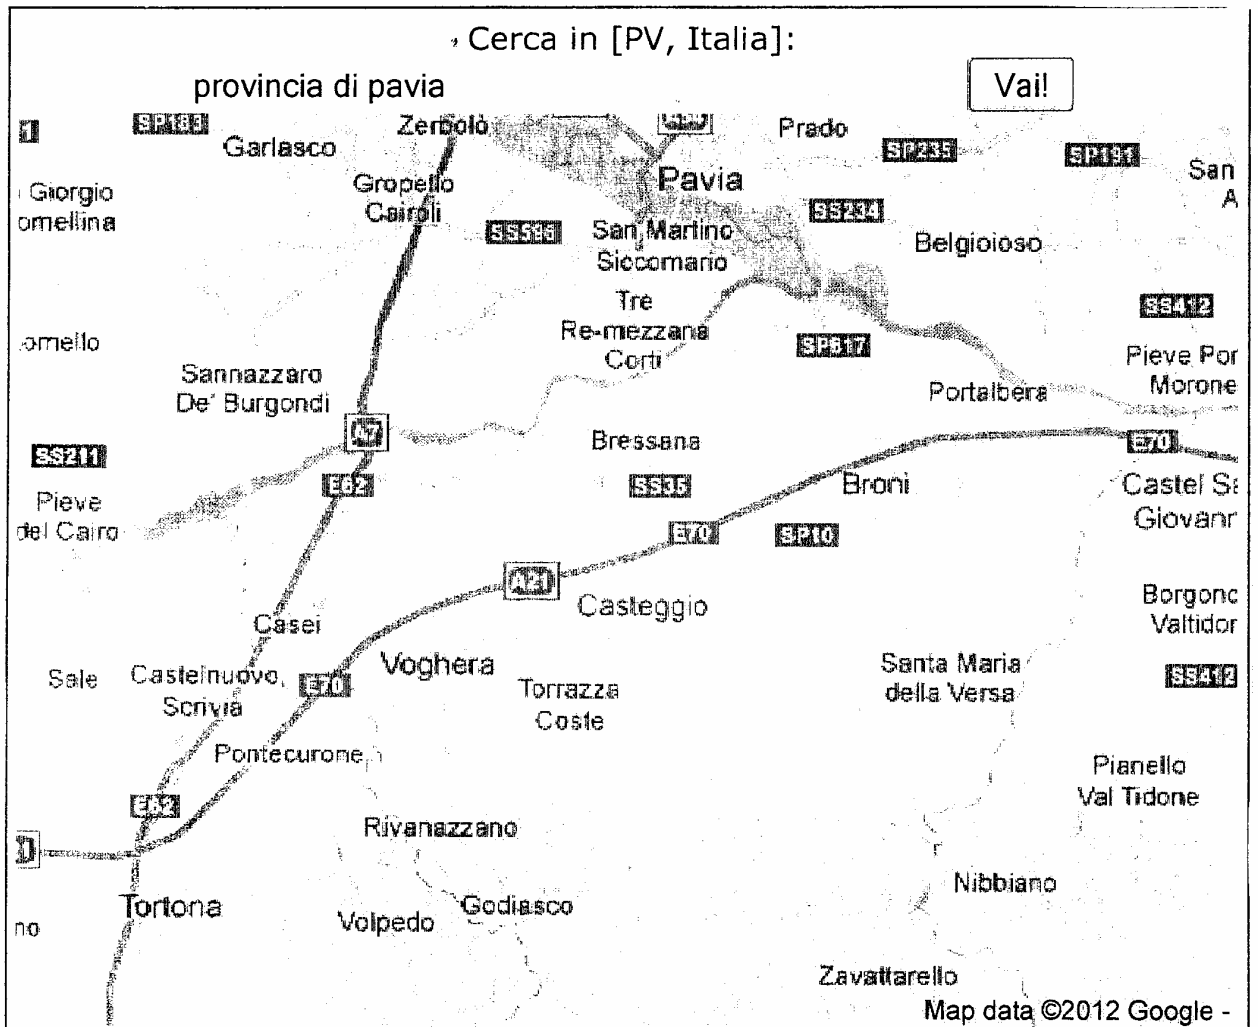 Cerca in [PV, Italia]:
provincia di pavia
Vai!
SP183
Zerbolò
Prado
Garlasco
SP235
SP191
San
Pavia
Gropello
Cairoli
Giorgio
omellina
A
SS596
San Martino
Siccomario
SS234
Belgioioso
Tre
Re-mezzana
Corti
SS412
omello
SP617
Pieve Por
Morone
Sannazzaro
De' Burgondi
Portalbera
A7
Bressana
E70
SS211
E62
SS35
Broni
Castel Sa
Giovanr
Pieve
del Cairo
E70
SP10
A21
Casteggio
Borgonc
Valtidor
Casei
Voghera
Santa Maria
della Versa
Sale
Castelnuovo
Scrivia
E70
Torrazza
Coste
SS412
Pontecurone
Pianello
Val Tidone
E62
Rivanazzano
Nibbiano
Tortona
Volpedo
Godiasco
no
Zavattarello
Map data ©2012 Google -